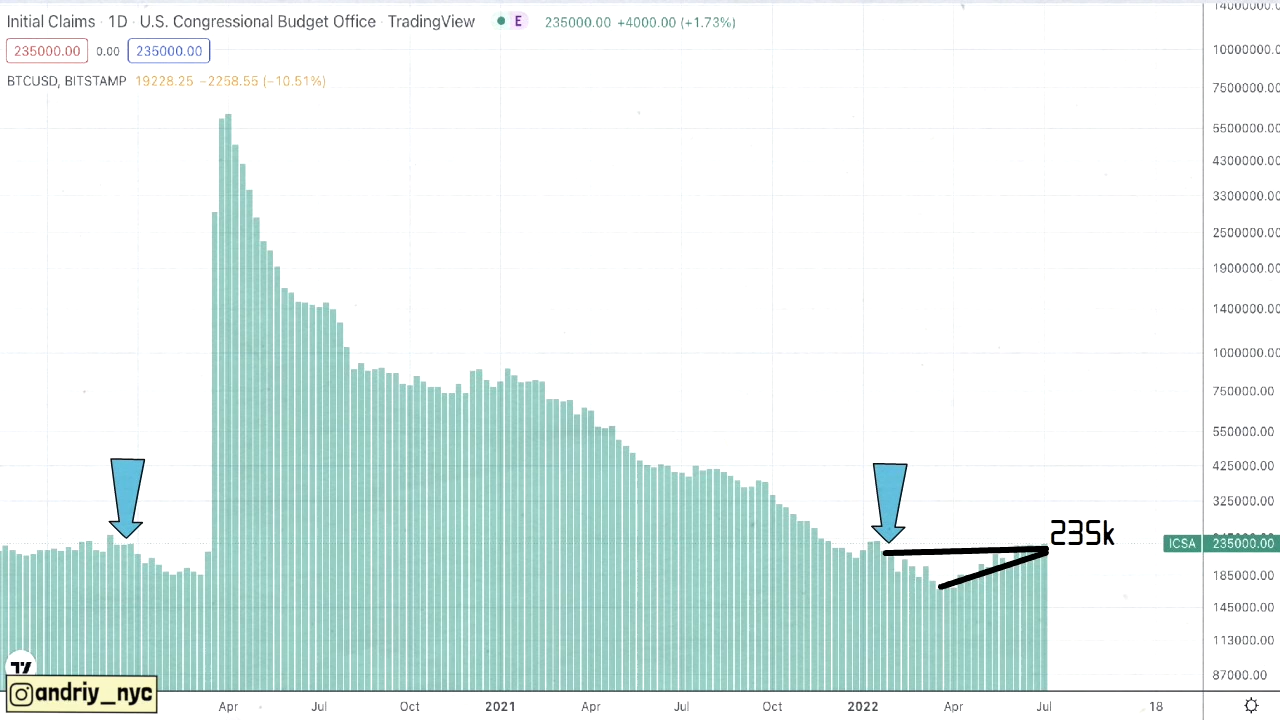 Initial Claims · 1D · U.S. Congressional Budget Office · TradingView E 235000.00 +4000.00 (+1.73%)
235000.00 0.00 235000.00
BTCUSD, BITSTAMP 19228.25 −2258.55 (−10.51%)
14000000.0
10000000.0
7500000.00
5500000.00
4300000.00
3300000.00
2500000.00
1900000.00
1400000.00
1000000.00
750000.00
550000.00
425000.00
325000.00
235k
ICSA 235000.00
185000.00
145000.00
113000.00
87000.00
andriy_nyc
Apr Jul Oct 2021 Apr Jul Oct 2022 Apr Jul 18